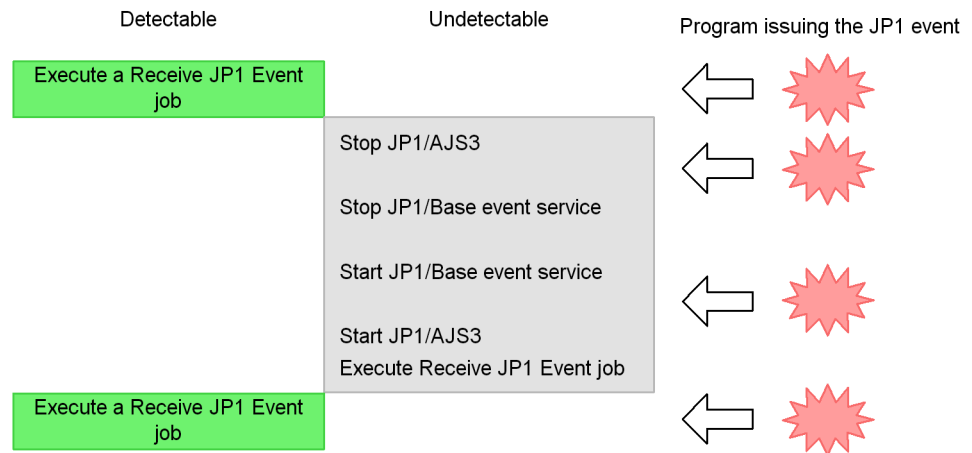 Detectable
Undetectable
Program issuing the JP1 event
Execute a Receive JP1 Event
job
Stop JP1/AJS3
Stop JP1/Base event service
Start JP1/Base event service
Start JP1/AJS3
Execute Receive JP1 Event job
Execute a Receive JP1 Event
job